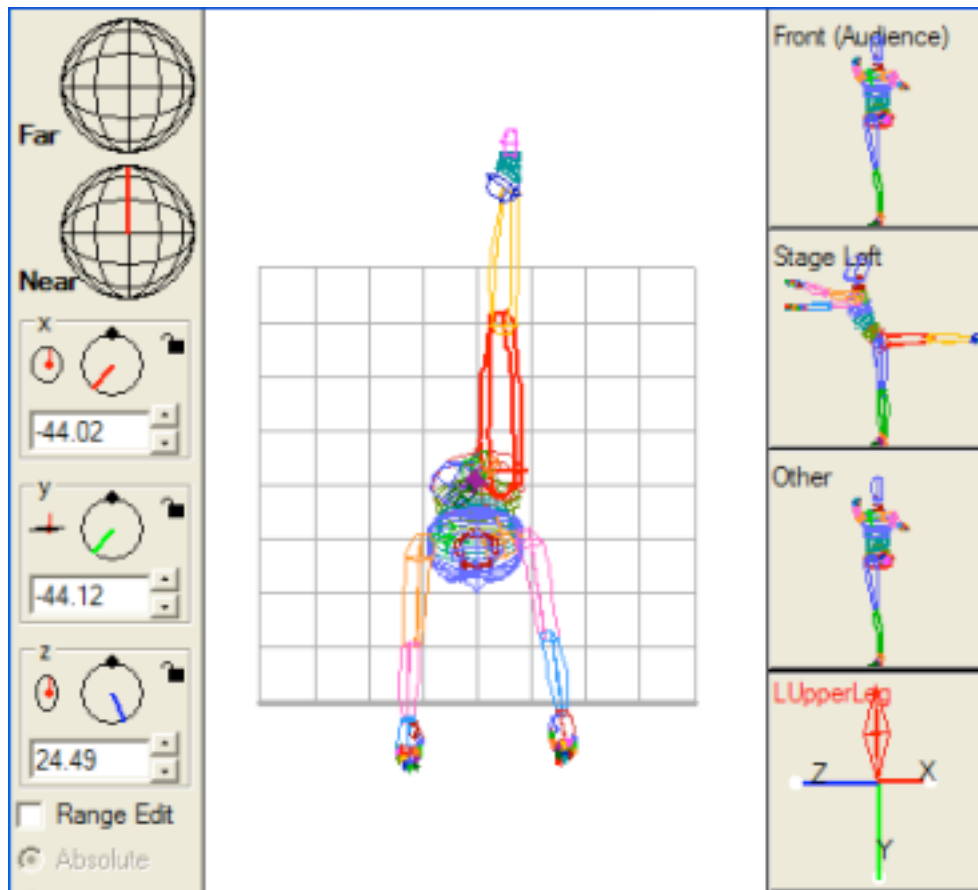 Far
Near
x
-44.02
y
-44.12
z
24.49
Range Edit
Absolute
Front (Audience)
Stage Left
Other
LUpperLeg
Z
X
Y